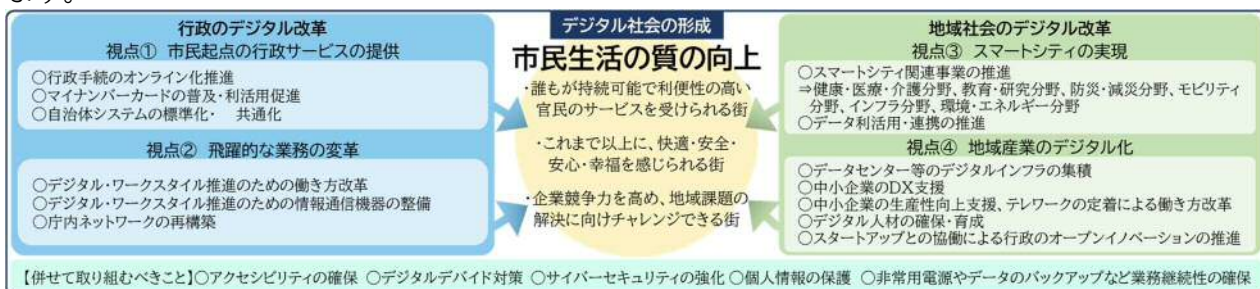 します。
行政のデジタル改革
視点① 市民起点の行政サービスの提供
○行政手続のオンライン化推進
○マイナンバーカードの普及・利活用促進
○自治体システムの標準化・ 共通化
視点② 飛躍的な業務の変革
○デジタル・ワークスタイル推進のための働き方改革
○デジタル・ワークスタイル推進のための情報通信機器の整備
○庁内ネットワークの再構築
デジタル社会の形成
市民生活の質の向上
・誰もが持続可能で利便性の高い
官民のサービスを受けられる街
・これまで以上に、快適・安全・
安心・幸福を感じられる街
・企業競争力を高め、地域課題の
解決に向けチャレンジできる街
地域社会のデジタル改革
視点③ スマートシティの実現
○スマートシティ関連事業の推進
⇒健康・医療・介護分野、教育・研究分野、防災・減災分野、モビリティ
分野、インフラ分野、環境・エネルギー分野
○データ利活用・連携の推進
視点④ 地域産業のデジタル化
○データセンター等のデジタルインフラの集積
○中小企業のDX支援
○中小企業の生産性向上支援、テレワークの定着による働き方改革
○デジタル人材の確保・育成
○スタートアップとの協働による行政のオープンイノベーションの推進
【併せて取り組むべきこと】○アクセシビリティの確保 ○デジタルデバイド対策 ○サイバーセキュリティの強化 ○個人情報の保護 ○非常用電源やデータのバックアップなど業務継続性の確保